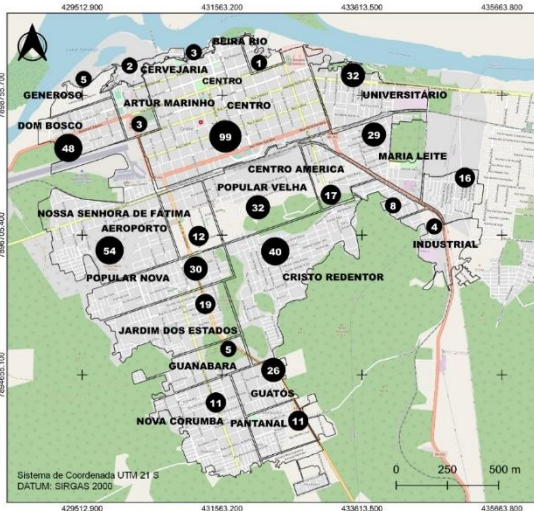 429512.900 431563.200 433613.500 435663.800
BEIRA RIO
3
2
1
5
CERVEJARIA
32
GENEROSO
CENTRO
UNIVERSITÁRIO
ARTUR MARINHO
CENTRO
DOM BOSCO
3
99
29
48
MARIA LEITE
CENTRO AMERICA
16
POPULAR VELHA
17
NOSSA SENHORA DE FATIMA
32
8
AEROPORTO
4
12
INDUSTRIAL
54
40
POPULAR NOVA
30
CRISTO REDENTOR
19
JARDIM DOS ESTADOS
5
GUANABARA
26
GUATÓS
11
NOVA CORUMBA
PANTANAL
11
Sistema de Coordenada UTM 21 S
DATUM: SIRGAS 2000
0 250 500 m
429512.900 431563.200 433613.500 435663.800